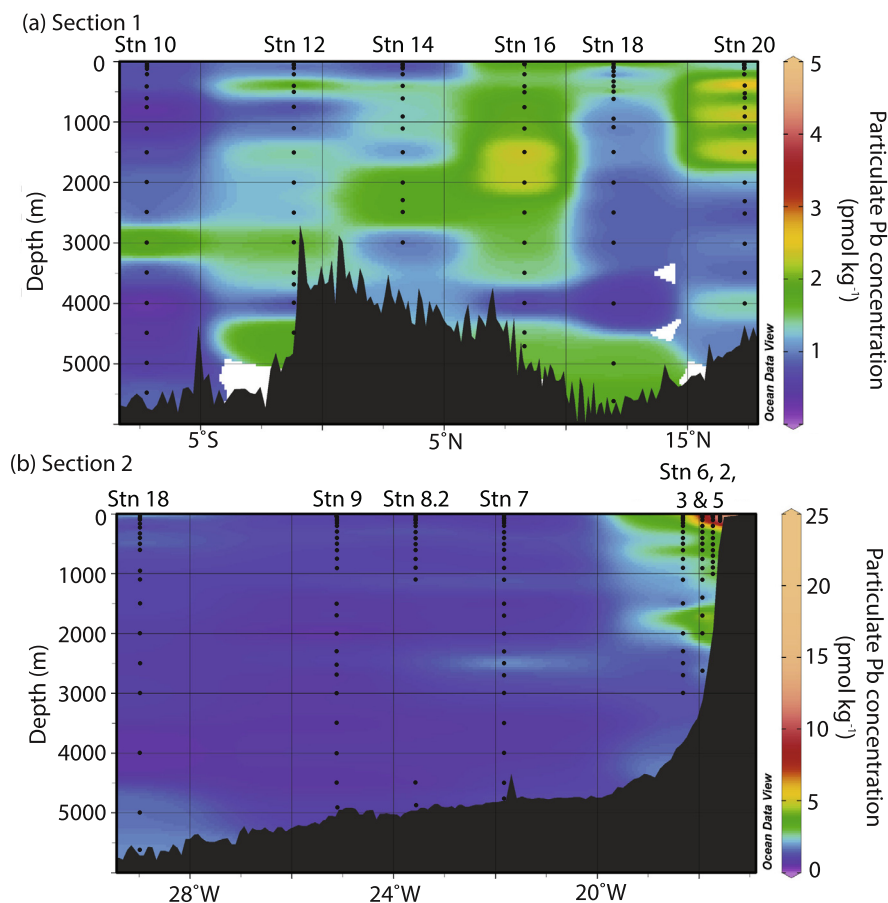 (a) Section 1
Stn 10 Stn 12 Stn 14 Stn 16 Stn 18 Stn 20
0
1000
2000
3000
4000
5000
Depth (m)
5˚S 5˚N 15˚N
Ocean Data View
5
4
3
2
1
Particulate Pb concentration
(pmol kg⁻¹)
(b) Section 2
Stn 6, 2,
Stn 18 Stn 9 Stn 8.2 Stn 7 3 & 5
0
1000
2000
3000
4000
5000
Depth (m)
28˚W 24˚W 20˚W
Ocean Data View
25
20
15
10
5
0
Particulate Pb concentration
(pmol kg⁻¹)